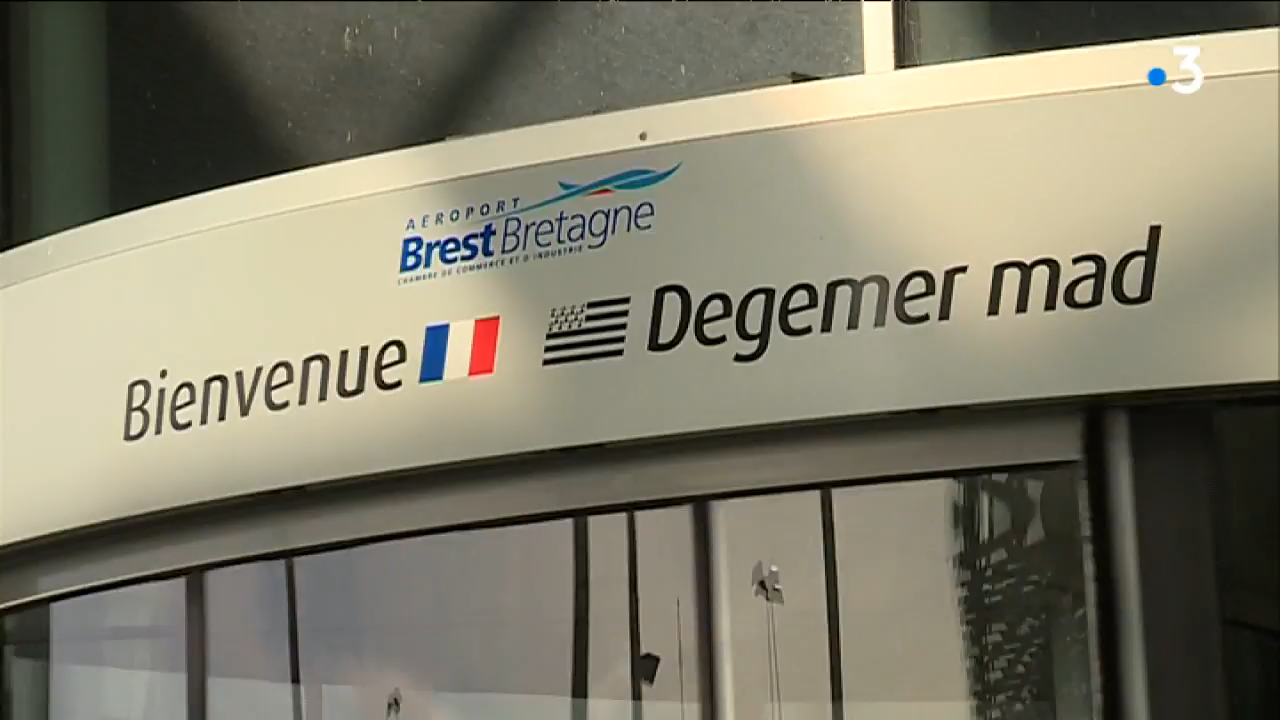 3
AEROPORT
Brest Bretagne
CHAMBRE DE COMMERCE ET D'INDUSTRIE
Bienvenue
Degemer mad